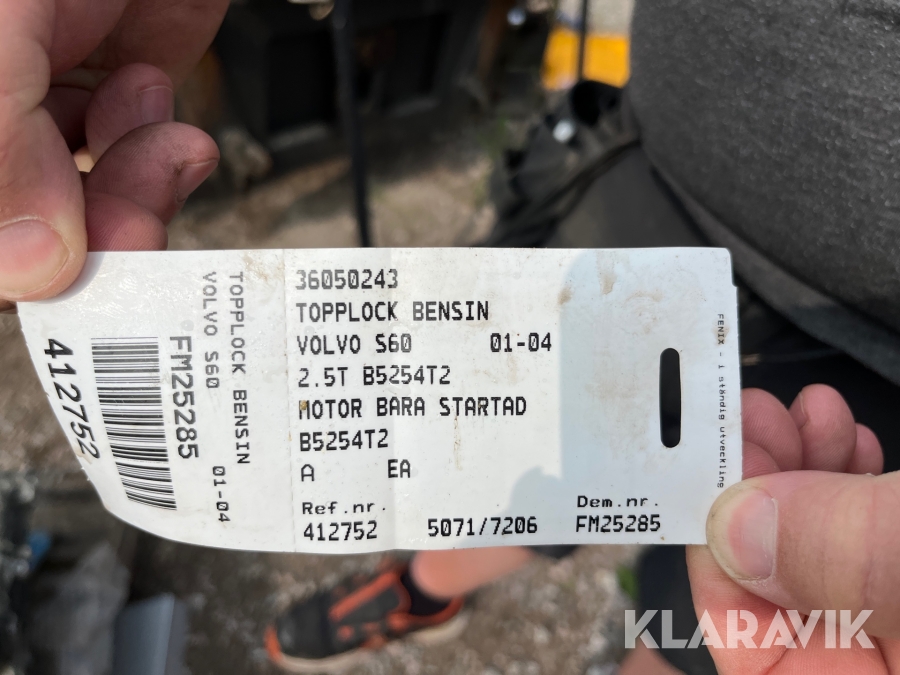 36050243
TOPPLOCK BENSIN
VOLVO S60 01-04
2.5T B5254T2
MOTOR BARA STARTAD
B5254T2
A EA
Ref.nr. Dem.nr.
412752 5071/7206 FM25285
TOPPLOCK BENSIN
VOLVO S60 01-04
FM25285
412752
FENIX - i ständig utveckling
KLARAVIK